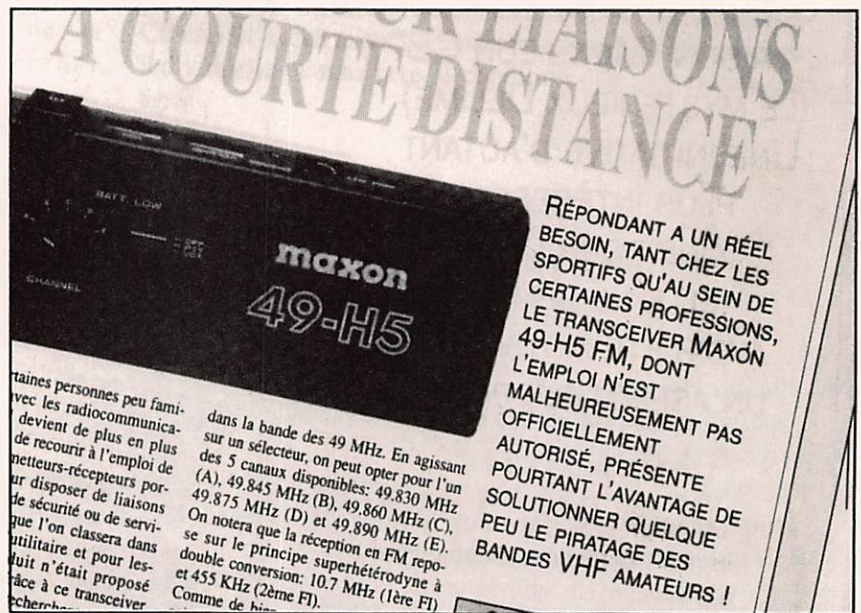 UR LIAISONS
A COURTE DISTANCE
BATT. LOW
CHANNEL
maxon
49-H5
RÉPONDANT A UN RÉEL
BESOIN, TANT CHEZ LES
SPORTIFS QU'AU SEIN DE
CERTAINES PROFESSIONS,
LE TRANSCEIVER MAXON
49-H5 FM, DONT
L'EMPLOI N'EST
MALHEUREUSEMENT PAS
OFFICIELLEMENT
AUTORISÉ, PRÉSENTE
POURTANT L'AVANTAGE DE
SOLUTIONNER QUELQUE
PEU LE PIRATAGE DES
BANDES VHF AMATEURS !
taines personnes peu fami-
vec les radiocommunica-
devient de plus en plus
de recourir à l'emploi de
metteurs-récepteurs por-
ur disposer de liaisons
de sécurité ou de servi-
que l'on classera dans
utilitaire et pour les-
duit n'était proposé
râce à ce transceiver
echerch
dans la bande des 49 MHz. En agissant
sur un sélecteur, on peut opter pour l'un
des 5 canaux disponibles: 49.830 MHz
(A), 49.845 MHz (B), 49.860 MHz (C),
49.875 MHz (D) et 49.890 MHz (E).
On notera que la réception en FM repo-
se sur le principe superhétérodyne à
double conversion: 10.7 MHz (1ère FI)
et 455 KHz (2ème FI).
Comme de bien